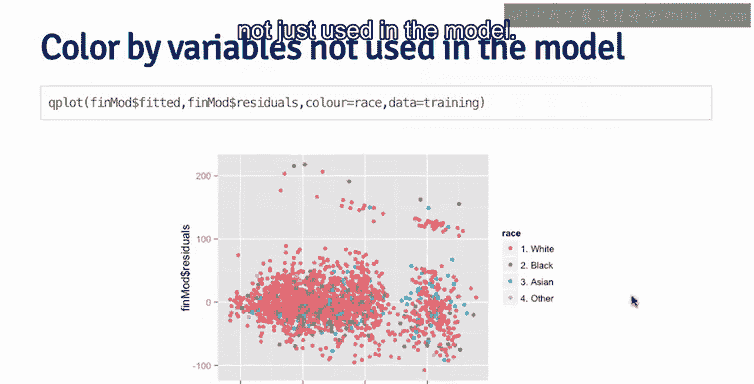 not just used in the model.
Color by variables not used in the model
qplot(finMod$fitted,finMod$residuals,colour=race,data=training)
200
100
0
-100
finMod$residuals
race
1. White
2. Black
3. Asian
4. Other